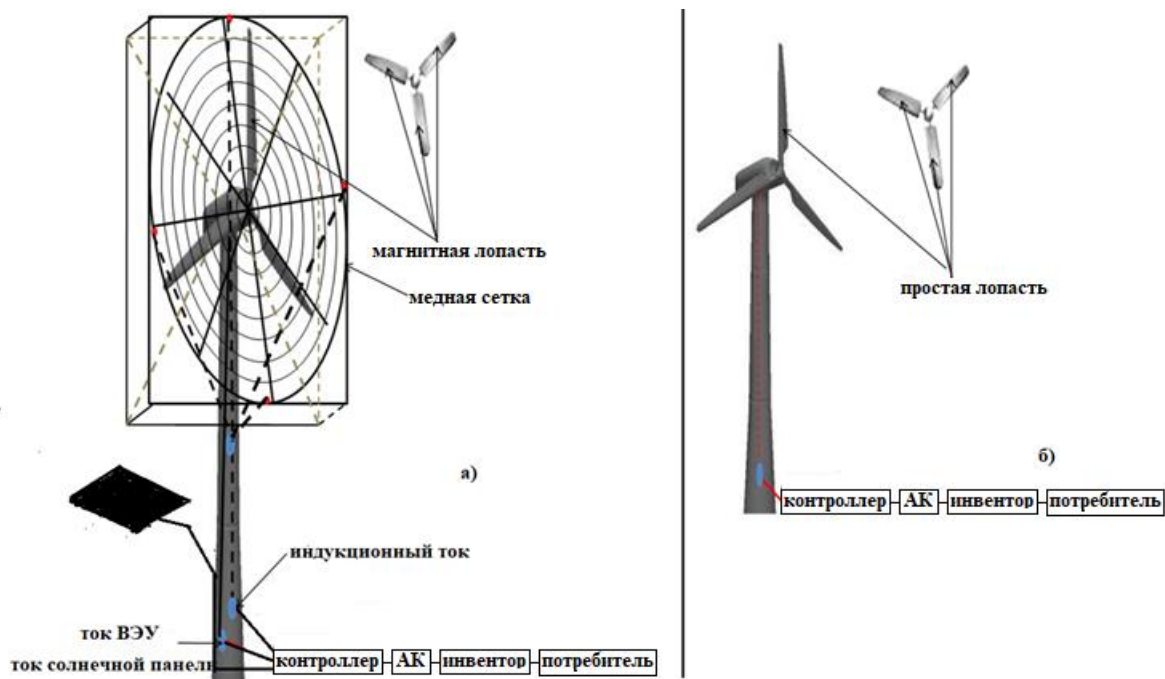 магнитная лопасть
медная сетка
простая лопасть
а)
б)
контроллер АК инвентор потребитель
индукционный ток
ток ВЭУ
ток солнечной панель
контроллер АК инвентор потребитель